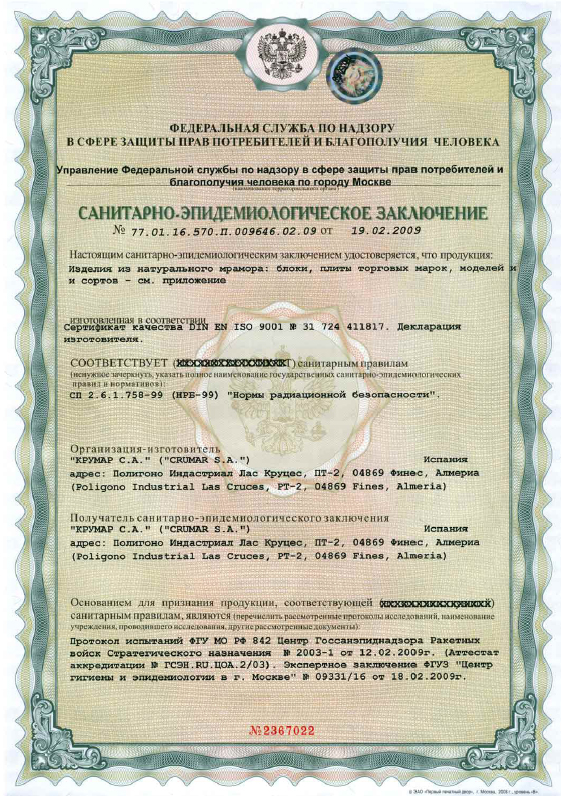 ФЕДЕРАЛЬНАЯ СЛУЖБА ПО НАДЗОРУ
В СФЕРЕ ЗАЩИТЫ ПРАВ ПОТРЕБИТЕЛЕЙ И БЛАГОПОЛУЧИЯ ЧЕЛОВЕКА
Управление Федеральной службы по надзору в сфере защиты прав потребителей и
благополучия человека по городу Москве
(наименование территориального органа)
САНИТАРНО-ЭПИДЕМИОЛОГИЧЕСКОЕ ЗАКЛЮЧЕНИЕ
№ 77.01.16.570.П.009646.02.09 от 19.02.2009
Настоящим санитарно-эпидемиологическим заключением удостоверяется, что продукция:
Изделия из натурального мрамора: блоки, плиты торговых марок, моделей и
и сортов - см. приложение
изготовленная в соответствии
Сертификат качества DIN EN ISO 9001 № 31 724 411817. Декларация
изготовителя.
СООТВЕТСТВУЕТ ( ) санитарным правилам
(ненужное зачеркнуть, указать полное наименование государственных санитарно-эпидемиологических
правил и нормативов):
СП 2.6.1.758-99 (НРБ-99) "Нормы радиационной безопасности".
Организация-изготовитель
"КРУМАР С.А." ("CRUMAR S.A.") Испания
адрес: Полигоно Индастриал Лас Круцес, ПТ-2, 04869 Финес, Алмериа
(Poligono Industrial Las Cruces, PT-2, 04869 Fines, Almeria)
Получатель санитарно-эпидемиологического заключения
"КРУМАР С.А." ("CRUMAR S.A.") Испания
адрес: Полигоно Индастриал Лас Круцес, ПТ-2, 04869 Финес, Алмериа
(Poligono Industrial Las Cruces, PT-2, 04869 Fines, Almeria)
Основанием для признания продукции, соответствующей ( )
санитарным правилам, являются (перечислить рассмотренные протоколы исследований, наименование
учреждения, проводившего исследования, другие рассмотренные документы):
Протокол испытаний ФГУ МО РФ 842 Центр Госсанэпиднадзора Ракетных
войск Стратегического назначения № 2003-1 от 12.02.2009г. (Аттестат
аккредитации № ГСЭН.RU.ЦОА.2/03). Экспертное заключение ФГУЗ "Центр
гигиены и эпидемиологии в г. Москве" № 09331/16 от 18.02.2009г.
№2367022